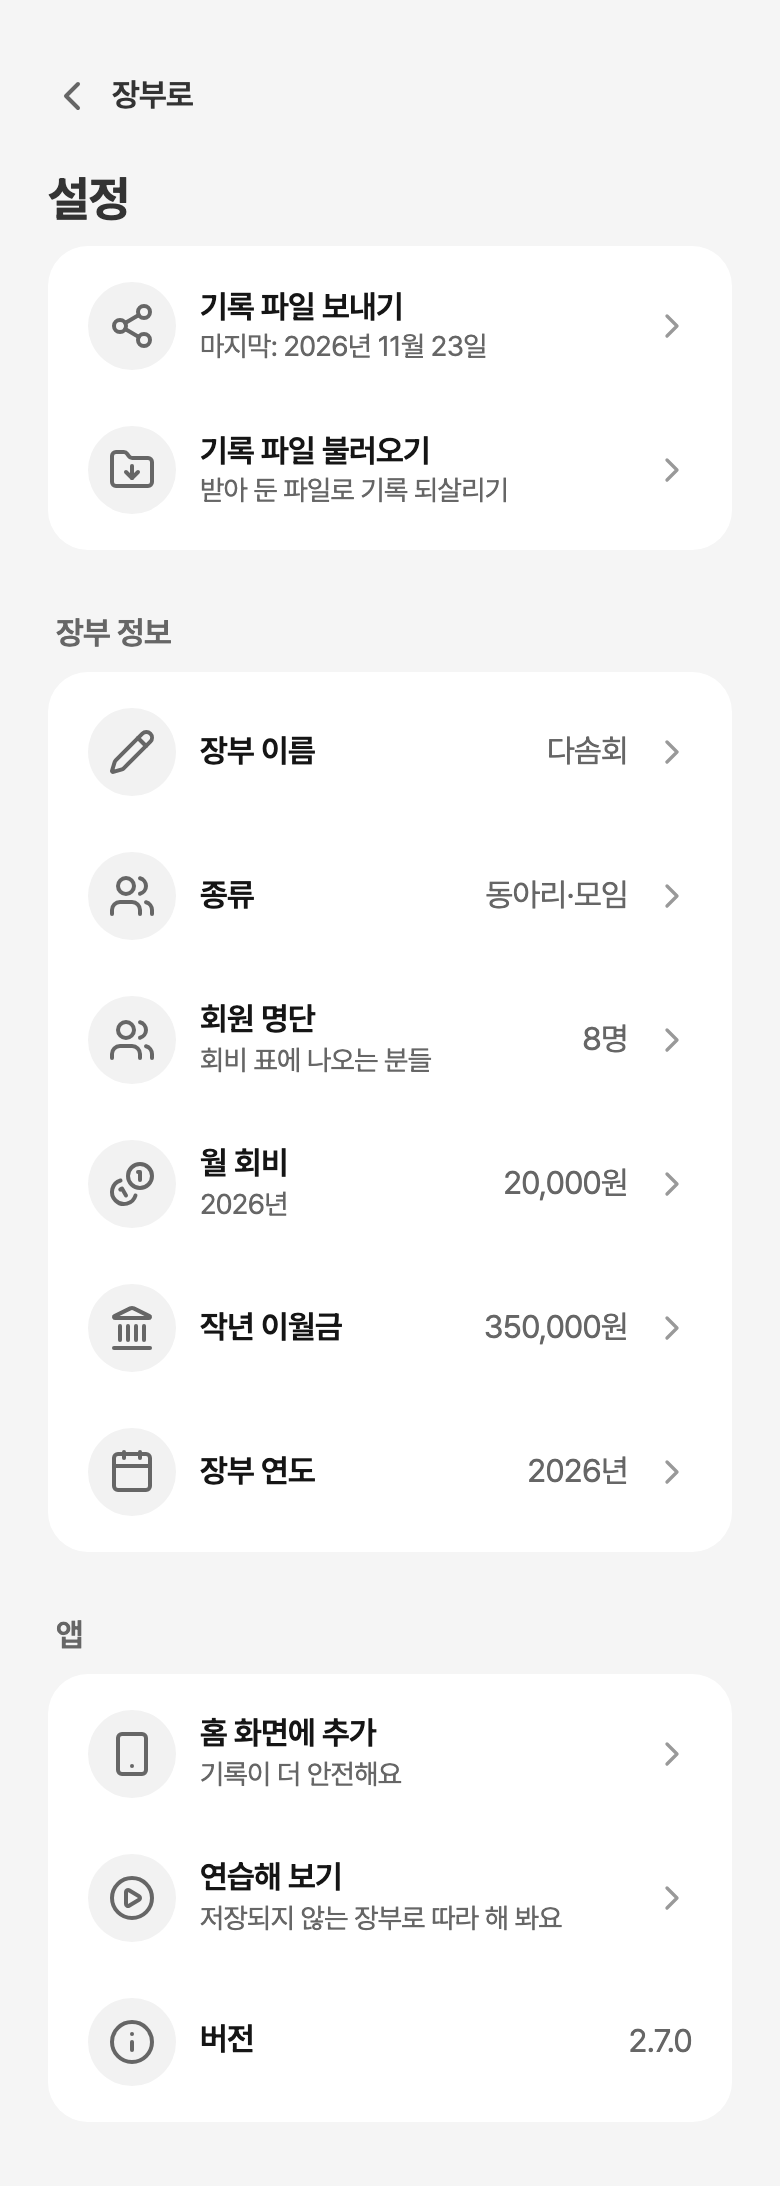 장부로
설정
기록 파일 보내기
마지막: 2026년 11월 23일
기록 파일 불러오기
받아 둔 파일로 기록 되살리기
장부 정보
장부 이름 다솜회
종류 동아리·모임
회원 명단 8명
회비 표에 나오는 분들
월 회비 20,000원
2026년
작년 이월금 350,000원
장부 연도 2026년
앱
홈 화면에 추가
기록이 더 안전해요
연습해 보기
저장되지 않는 장부로 따라 해 봐요
버전 2.7.0